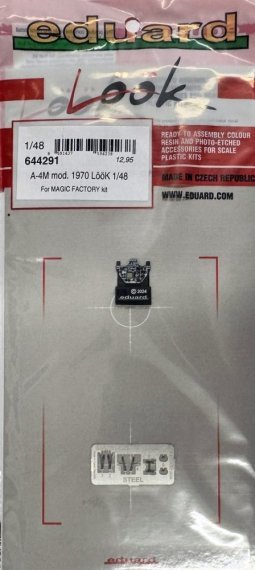 eduard
Löök
1/48
644291
12,95
A-4M mod. 1970 LööK 1/48
For MAGIC FACTORY kit
READY TO ASSEMBLY COLOUR
RESIN AND PHOTO-ETCHED
ACCESSORIES FOR SCALE
PLASTIC KITS
WWW.EDUARD.COM
MADE IN CZECH REPUBLIC
© 2024
eduard
STEEL
eduard